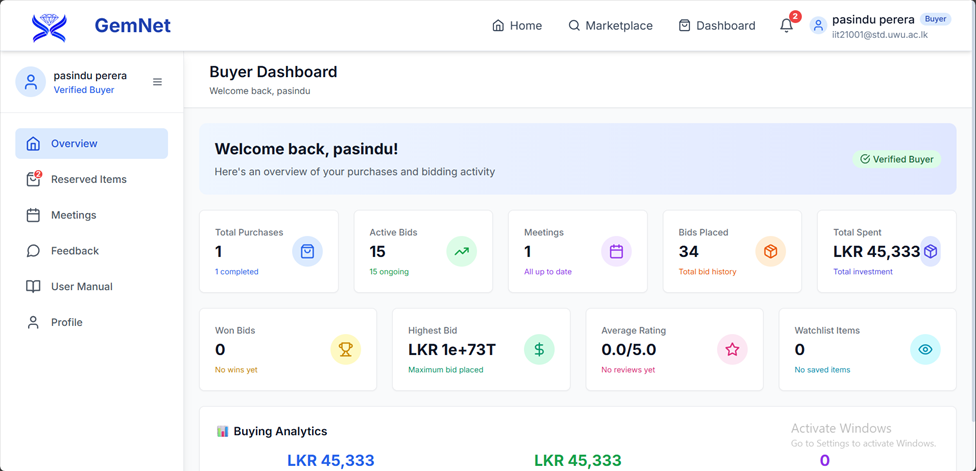 GemNet
Home
Marketplace
Dashboard
2
pasindu perera
Buyer
iit21001@std.uwu.ac.lk
pasindu perera
Verified Buyer
Overview
2
Reserved Items
Meetings
Feedback
User Manual
Profile
Buyer Dashboard
Welcome back, pasindu
Welcome back, pasindu!
Here's an overview of your purchases and bidding activity
Verified Buyer
Total Purchases
1
1 completed
Active Bids
15
15 ongoing
Meetings
1
All up to date
Bids Placed
34
Total bid history
Total Spent
LKR 45,333
Total investment
Won Bids
0
No wins yet
Highest Bid
LKR 1e+73T
Maximum bid placed
Average Rating
0.0/5.0
No reviews yet
Watchlist Items
0
No saved items
Buying Analytics
LKR 45,333
LKR 45,333
0
Activate Windows
Go to Settings to activate Windows.